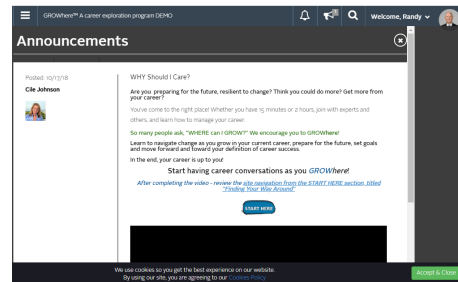 GROWhere™ A career exploration program DEMO
Welcome, Randy
Announcements
Posted: 10/17/18
Cile Johnson
WHY Should I Care?
Are you preparing for the future, resilient to change? Think you could do more? Get more from
your career?
You've come to the right place! Whether you have 15 minutes or 2 hours, join with experts and
others, and learn how to manage your career.
So many people ask, "WHERE can I GROW?" We encourage you to GROWhere!
Learn to navigate change as you grow in your current career, prepare for the future, set goals
and move forward and toward your definition of career success.
In the end, your career is up to you!
Start having career conversations as you GROWhere!
After completing the video - review the site navigation from the START HERE section, titled
"Finding Your Way Around"
START HERE
We use cookies so you get the best experience on our website.
By using our site, you are agreeing to our Cookies Policy
Accept & Close